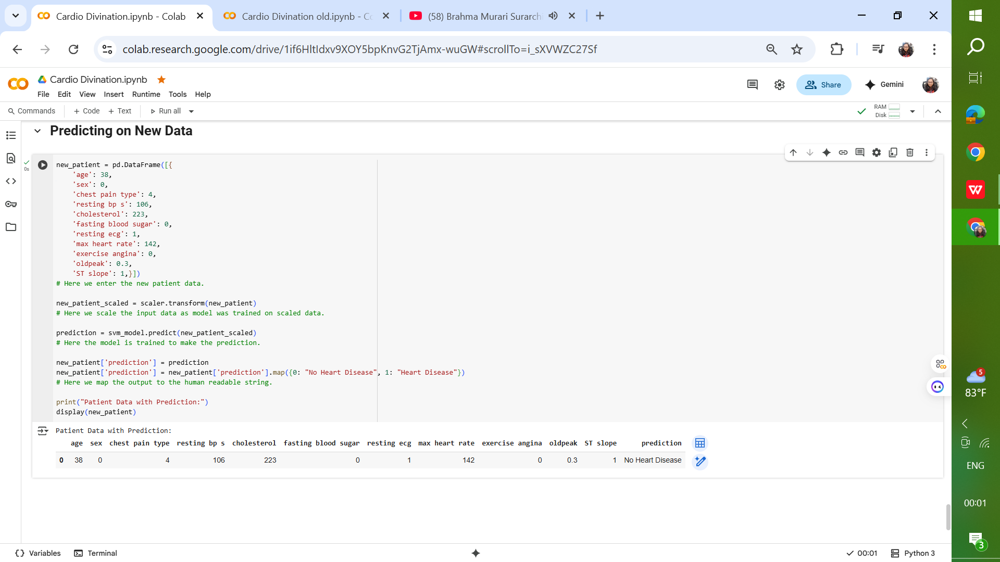 Cardio Divination.ipynb - Colab
Cardio Divination old.ipynb - Co
(58) Brahma Murari Surarchi
colab.research.google.com/drive/1if6HltIdxv9XOY5bpKnvG2TjAmx-wuGW#scrollTo=i_sXVWZC27Sf
Cardio Divination.ipynb
File Edit View Insert Runtime Tools Help
Share
Gemini
Commands + Code + Text Run all
RAM
Disk
Predicting on New Data
0s
new_patient = pd.DataFrame([{
'age': 38,
'sex': 0,
'chest pain type': 4,
'resting bp s': 106,
'cholesterol': 223,
'fasting blood sugar': 0,
'resting ecg': 1,
'max heart rate': 142,
'exercise angina': 0,
'oldpeak': 0.3,
'ST slope': 1,}])
# Here we enter the new patient data.
new_patient_scaled = scaler.transform(new_patient)
# Here we scale the input data as model was trained on scaled data.
prediction = svm_model.predict(new_patient_scaled)
# Here the model is trained to make the prediction.
new_patient['prediction'] = prediction
new_patient['prediction'] = new_patient['prediction'].map({0: "No Heart Disease", 1: "Heart Disease"})
# Here we map the output to the human readable string.
print("Patient Data with Prediction:")
display(new_patient)
Patient Data with Prediction:
age sex chest pain type resting bp s cholesterol fasting blood sugar resting ecg max heart rate exercise angina oldpeak ST slope prediction
0 38 0 4 106 223 0 1 142 0 0.3 1 No Heart Disease
Variables Terminal
00:01 Python 3
5
83°F
ENG
00:01
3